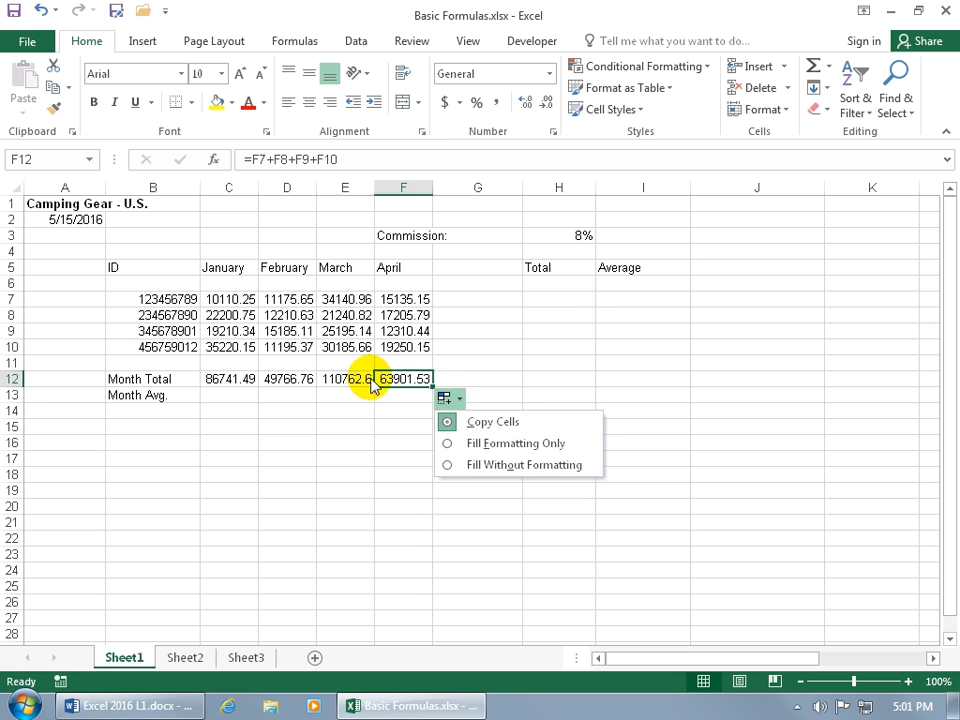 Basic Formulas.xlsx - Excel
File Home Insert Page Layout Formulas Data Review View Developer Tell me what you want to do... Sign in Share
Paste
Arial 10
General
Conditional Formatting
Format as Table
Cell Styles
Insert
Delete
Format
Sort & Filter
Find & Select
Clipboard Font Alignment Number Styles Cells Editing
F12 fx =F7+F8+F9+F10
A B C D E F G H I J K
1 Camping Gear - U.S.
2 5/15/2016
3 Commission: 8%
4
5 ID January February March April Total Average
6
7 123456789 10110.25 11175.65 34140.96 15135.15
8 234567890 22200.75 12210.63 21240.82 17205.79
9 345678901 19210.34 15185.11 25195.14 12310.44
10 456759012 35220.15 11195.37 30185.66 19250.15
11
12 Month Total 86741.49 49766.76 110762.6 63901.53
13 Month Avg.
14
15
16
17
18
19
20
21
22
23
24
25
26
27
28
Copy Cells
Fill Formatting Only
Fill Without Formatting
Sheet1 Sheet2 Sheet3
Ready 100%
Excel 2016 L1.docx - ... Basic Formulas.xlsx - ... 5:01 PM